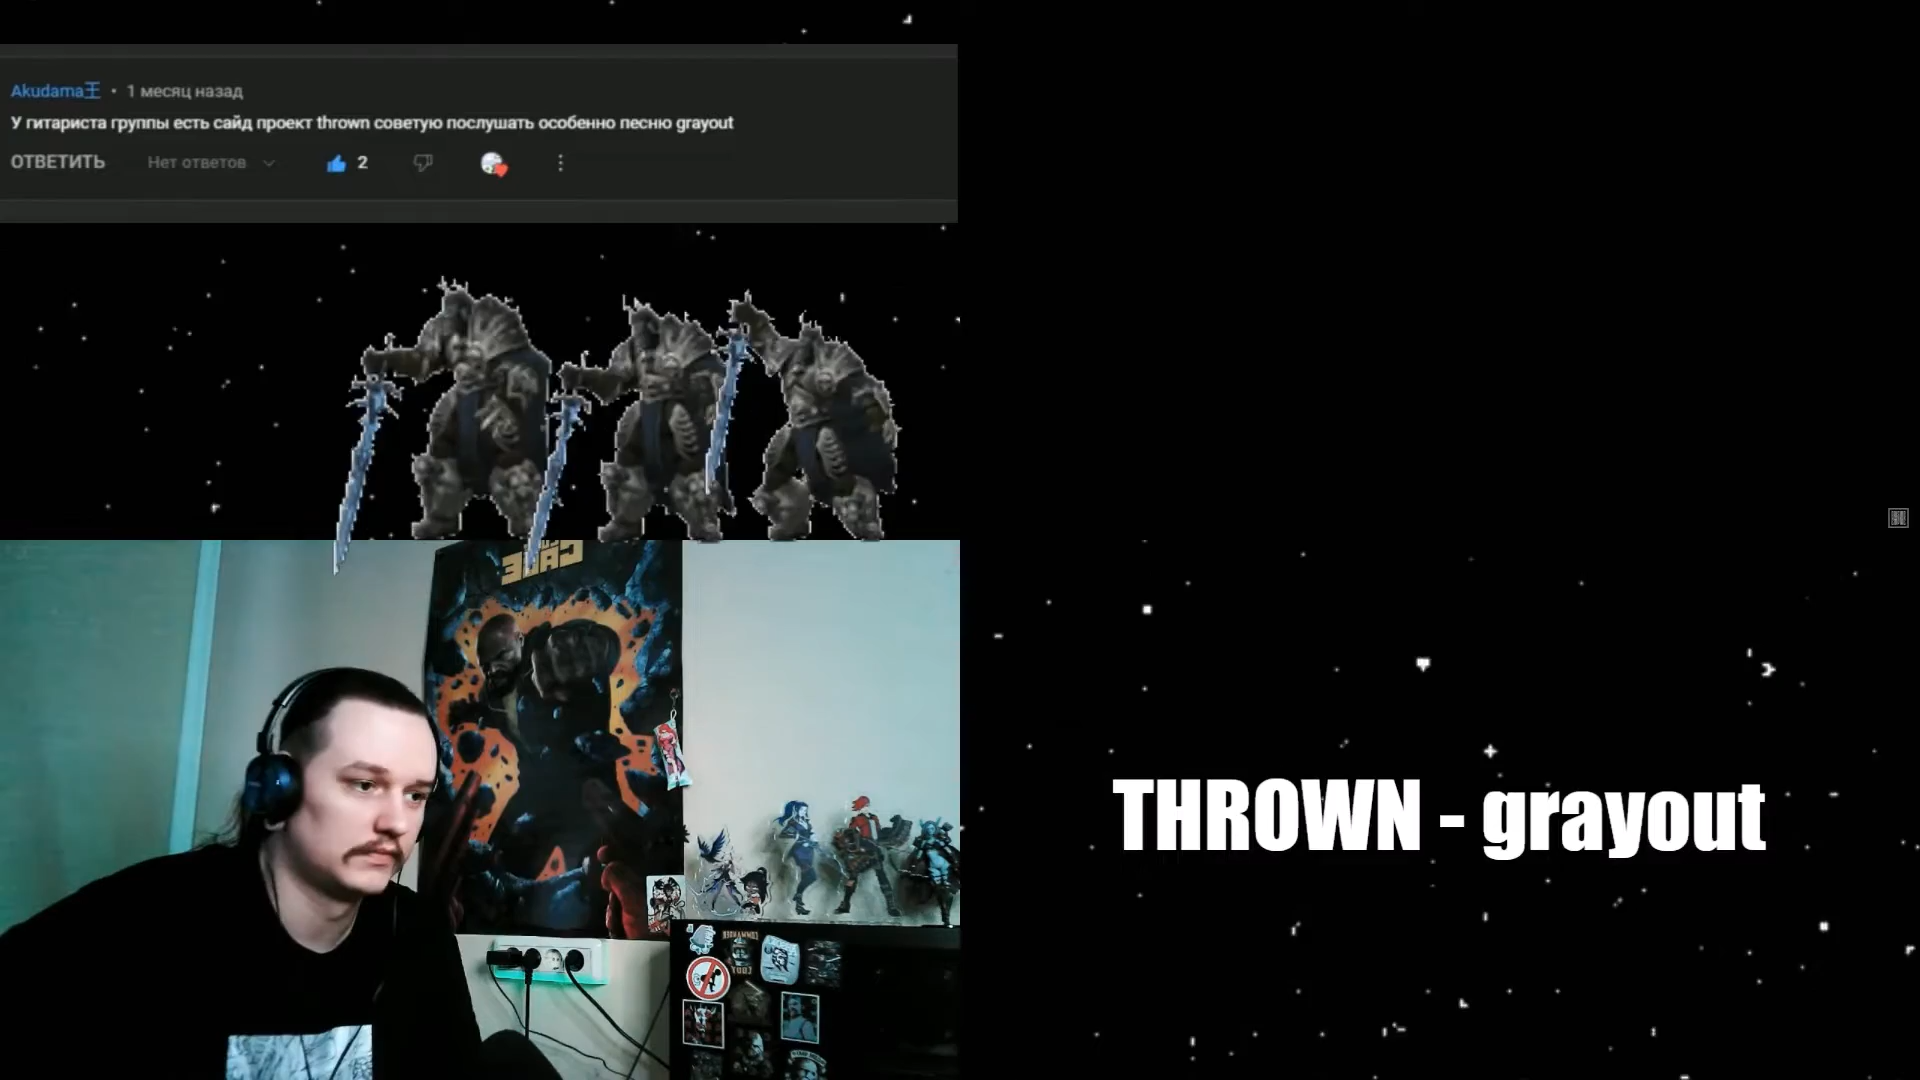 Akudama王 • 1 месяц назад
У гитариста группы есть сайд проект thrown советую послушать особенно песню grayout
ОТВЕТИТЬ Нет ответов 2
CAGE
THROWN - grayout